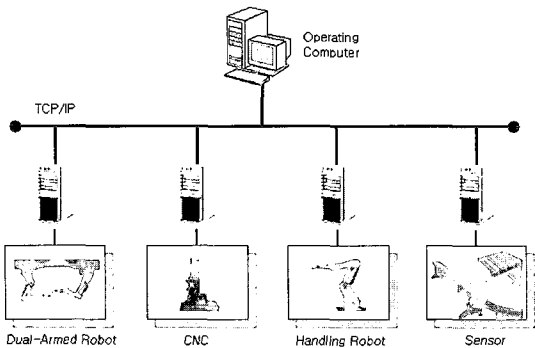 Operating
Computer
TCP/IP
Dual-Armed Robot
CNC
Handling Robot
Sensor